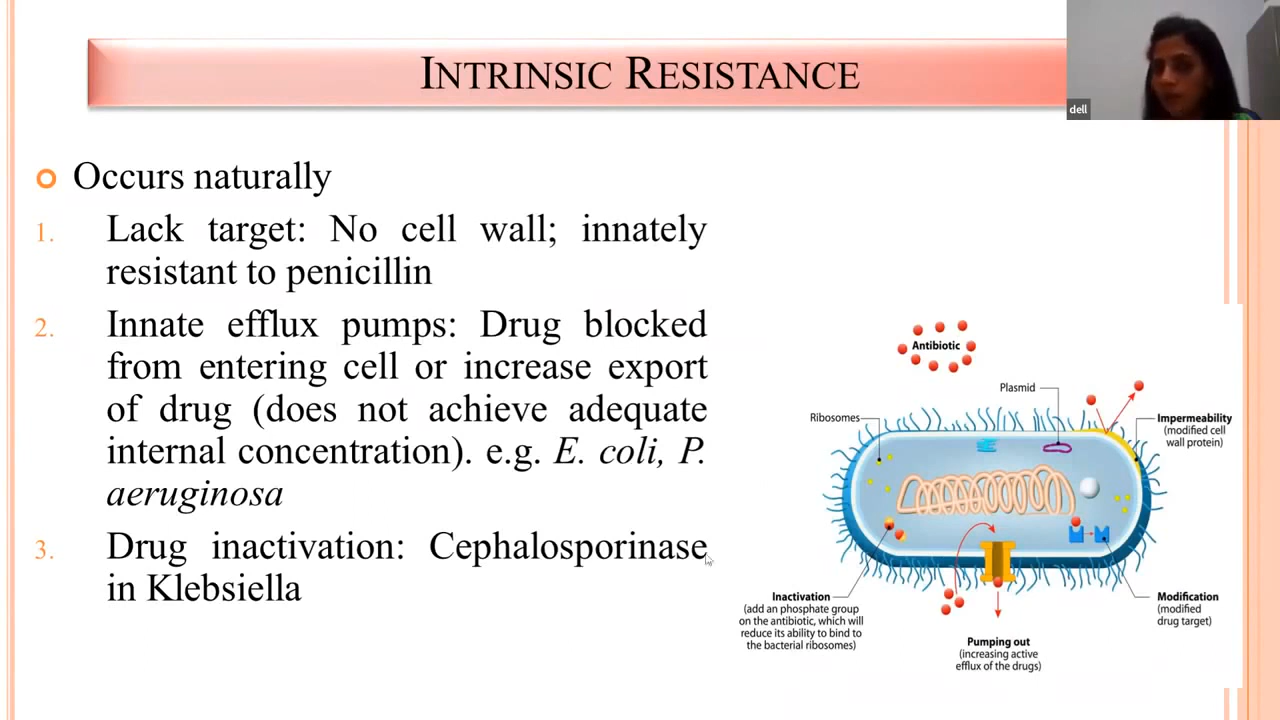 INTRINSIC RESISTANCE
dell
Occurs naturally
1. Lack target: No cell wall; innately
resistant to penicillin
2. Innate efflux pumps: Drug blocked
from entering cell or increase export
of drug (does not achieve adequate
internal concentration). e.g. E. coli, P.
aeruginosa
3. Drug inactivation: Cephalosporinase
in Klebsiella
Antibiotic
Plasmid
Ribosomes
Impermeability
(modified cell
wall protein)
Inactivation
(add an phosphate group
on the antibiotic, which will
reduce its ability to bind to
the bacterial ribosomes)
Pumping out
(increasing active
efflux of the drugs)
Modification
(modified
drug target)